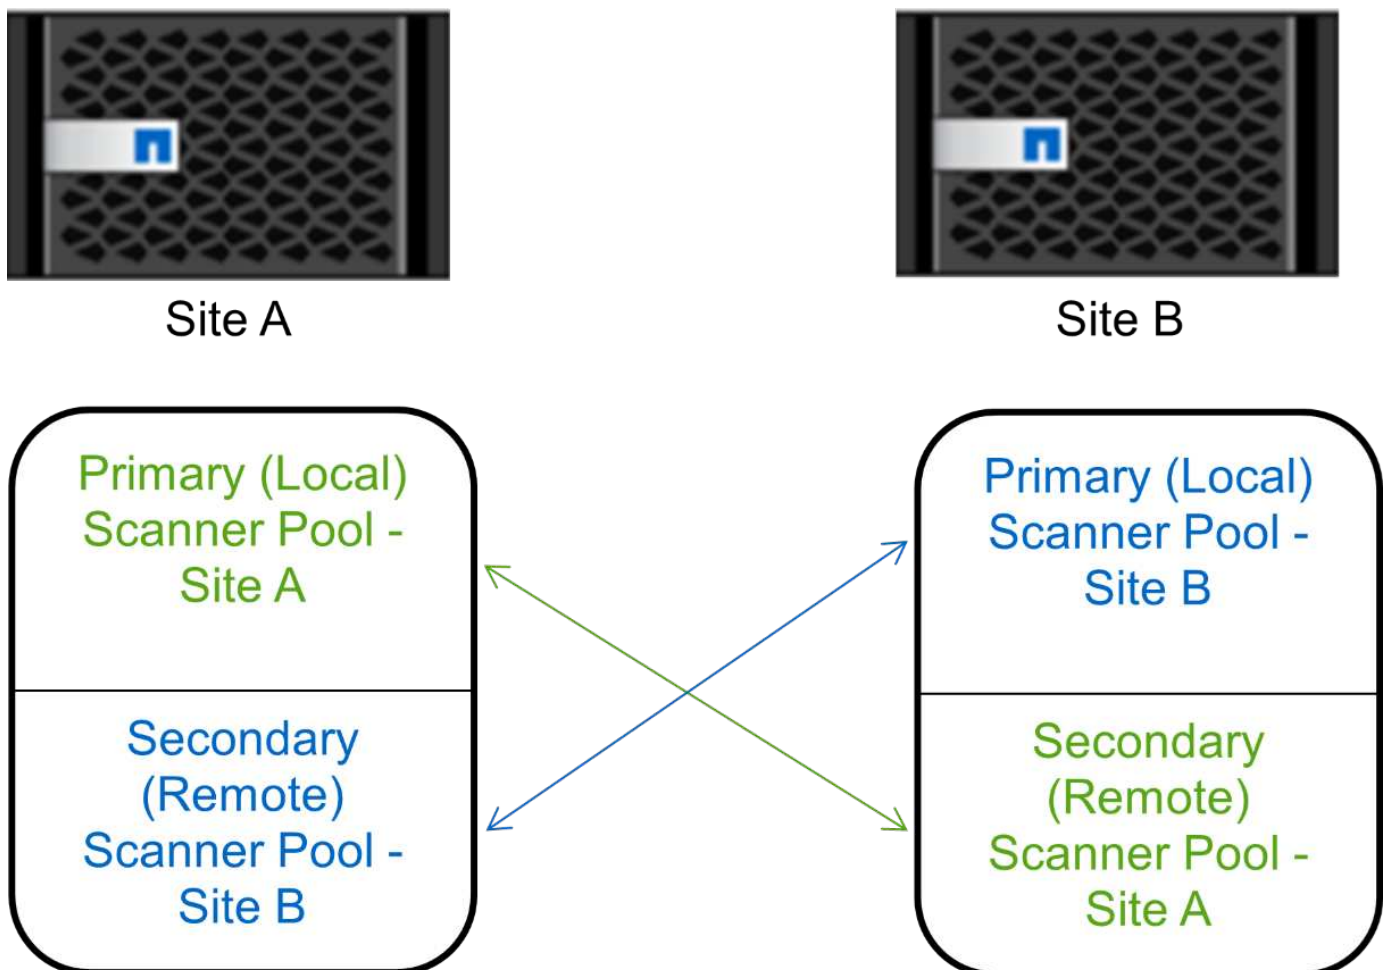 Site A
Site B
Primary (Local)
Scanner Pool -
Site A
Secondary
(Remote)
Scanner Pool -
Site B
Primary (Local)
Scanner Pool -
Site B
Secondary
(Remote)
Scanner Pool -
Site A